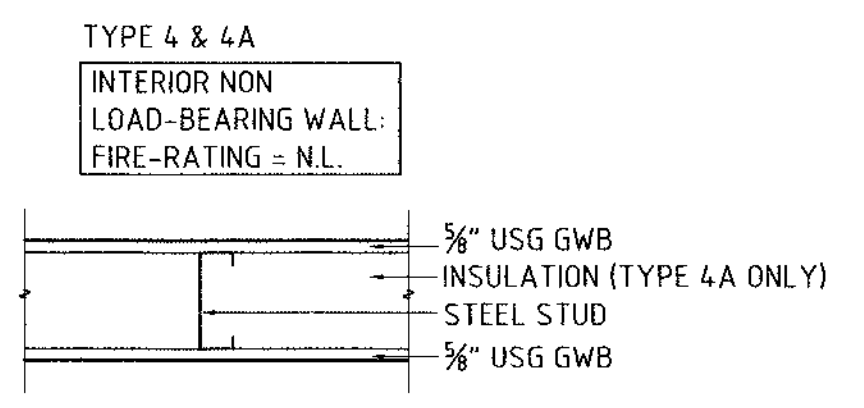 TYPE 4 & 4A
INTERIOR NON
LOAD-BEARING WALL:
FIRE-RATING = N.L.
⅝" USG GWB
INSULATION (TYPE 4A ONLY)
STEEL STUD
⅝" USG GWB